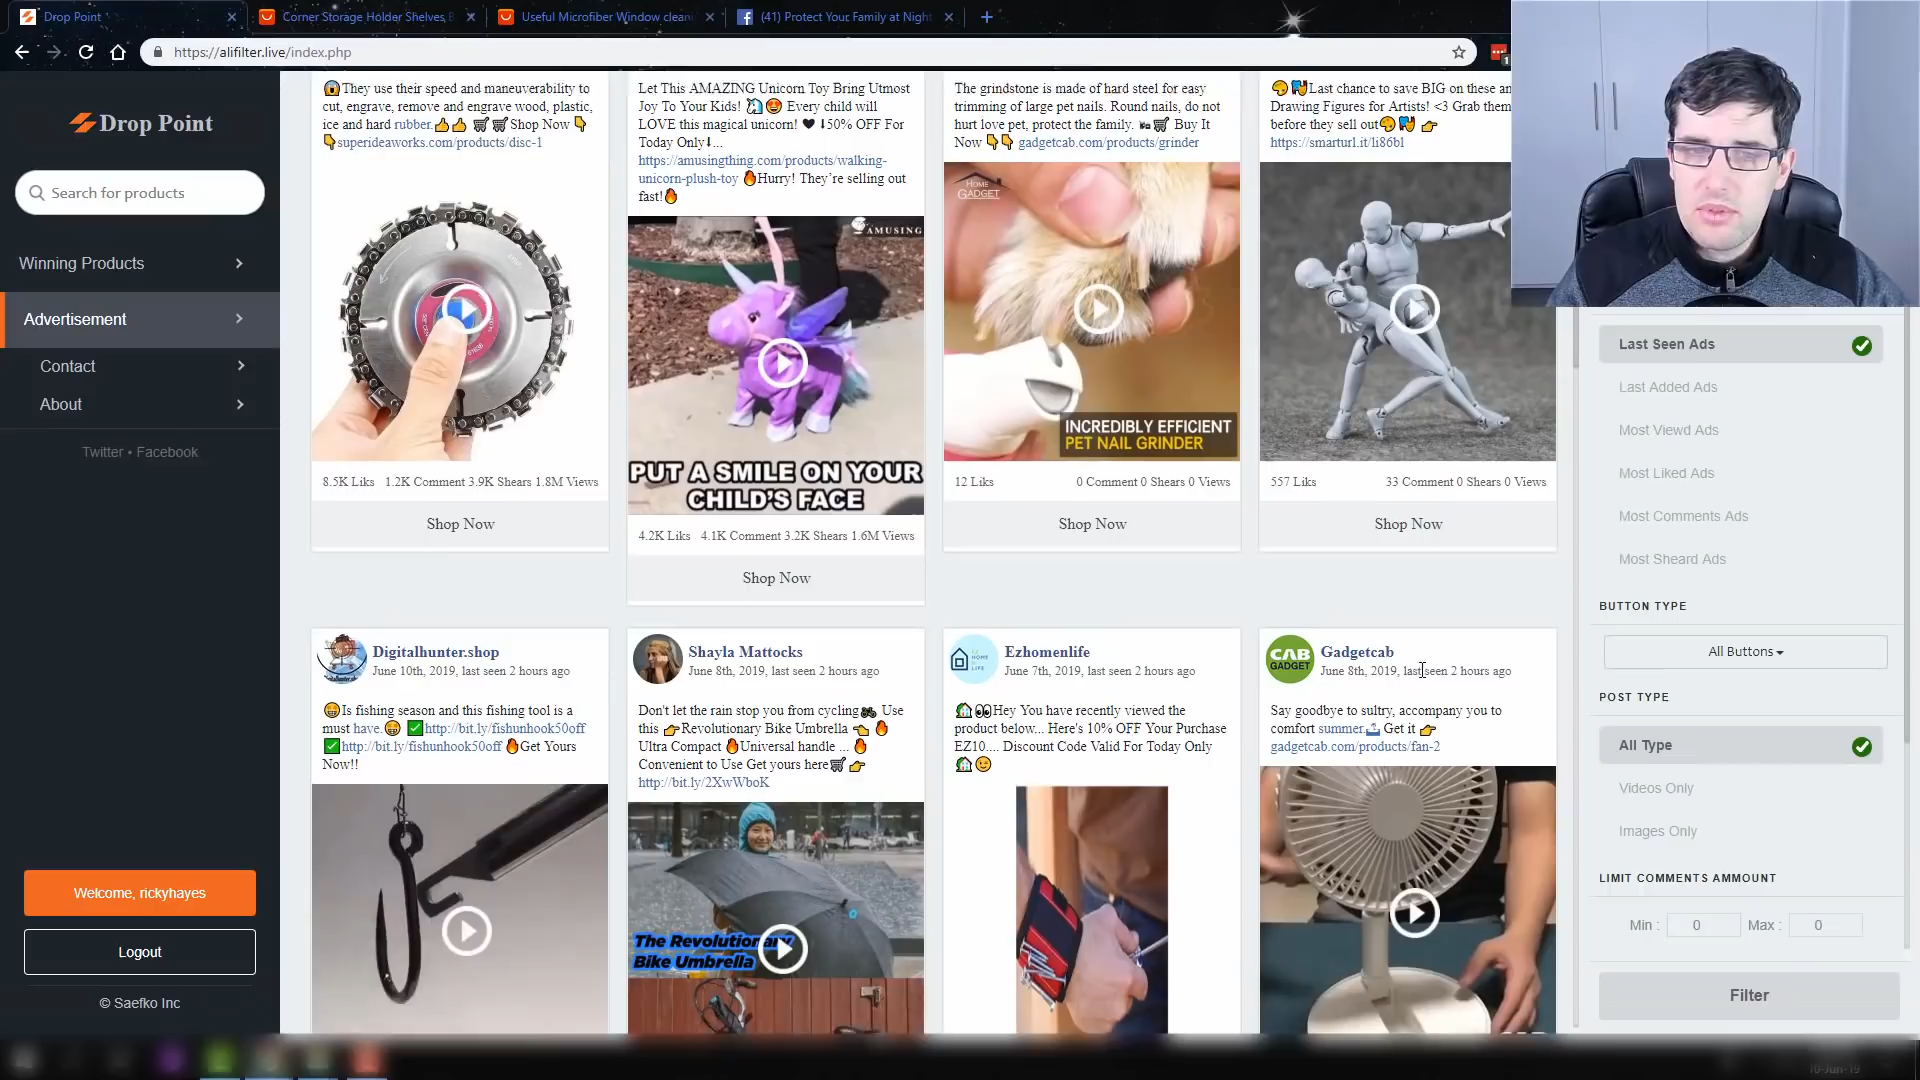 Drop Point
Corner Storage Holder Shelves, B
Useful Microfiber Window clean
(41) Protect Your Family at Night
https://alifilter.live/index.php
1
Drop Point
Search for products
Winning Products
Advertisement
Contact
About
Twitter • Facebook
Welcome, rickyhayes
Logout
© Saefko Inc
😱They use their speed and maneuverability to
cut, engrave, remove and engrave wood, plastic,
ice and hard rubber.👍👍 🛒🛒Shop Now 👇
👇superideaworks.com/products/disc-1
8.5K Liks 1.2K Comment 3.9K Shears 1.8M Views
Shop Now
Let This AMAZING Unicorn Toy Bring Utmost
Joy To Your Kids! 🦄🤩 Every child will
LOVE this magical unicorn! ❤ ⬇50% OFF For
Today Only⬇...
https://amusingthing.com/products/walking-
unicorn-plush-toy 🔥Hurry! They’re selling out
fast!🔥
AMUSING
PUT A SMILE ON YOUR
CHILD'S FACE
4.2K Liks 4.1K Comment 3.2K Shears 1.6M Views
Shop Now
The grindstone is made of hard steel for easy
trimming of large pet nails. Round nails, do not
hurt love pet, protect the family. 🛒 Buy It
Now 👇👇 gadgetcab.com/products/grinder
HOME
GADGET
INCREDIBLY EFFICIENT
PET NAIL GRINDER
12 Liks 0 Comment 0 Shears 0 Views
Shop Now
Last chance to save BIG on these an
Drawing Figures for Artists! <3 Grab them
before they sell out🎨 👉
https://smarturl.it/li86bl
557 Liks 33 Comment 0 Shears 0 Views
Shop Now
Digitalhunter.shop
June 10th, 2019, last seen 2 hours ago
😁Is fishing season and this fishing tool is a
must have.😁 ✅http://bit.ly/fishunhook50off
✅http://bit.ly/fishunhook50off 🔥Get Yours
Now!!
Shayla Mattocks
June 8th, 2019, last seen 2 hours ago
Don't let the rain stop you from cycling🚲 Use
this 👉Revolutionary Bike Umbrella👈 🔥
Ultra Compact 🔥Universal handle ... 🔥
Convenient to Use Get yours here🛒 👉
http://bit.ly/2XwWboK
The Revolutionary
Bike Umbrella
Ezhomenlife
June 7th, 2019, last seen 2 hours ago
🏡👀Hey You have recently viewed the
product below... Here's 10% OFF Your Purchase
EZ10.... Discount Code Valid For Today Only
🏡😉
CAB
GADGET
Gadgetcab
June 8th, 2019, last seen 2 hours ago
Say goodbye to sultry, accompany you to
comfort summer. Get it 👉
gadgetcab.com/products/fan-2
Last Seen Ads
Last Added Ads
Most Viewd Ads
Most Liked Ads
Most Comments Ads
Most Sheard Ads
BUTTON TYPE
All Buttons
POST TYPE
All Type
Videos Only
Images Only
LIMIT COMMENTS AMMOUNT
Min : 0 Max : 0
Filter
10-Jun-19